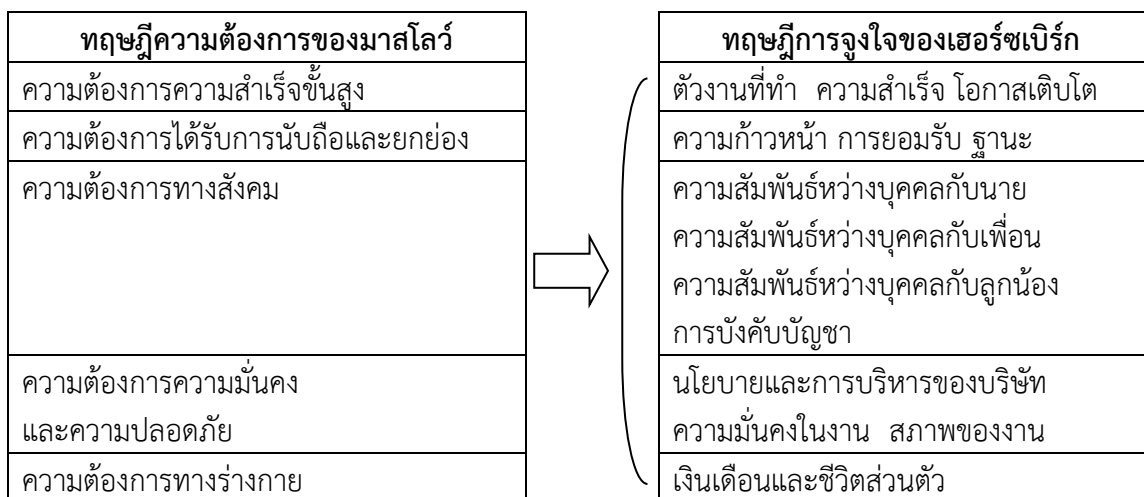 ทฤษฎีความต้องการของมาสโลว์
ความต้องการความสำเร็จขั้นสูง
ความต้องการได้รับการนับถือและยกย่อง
ความต้องการทางสังคม
ความต้องการความมั่นคง
และความปลอดภัย
ความต้องการทางร่างกาย
ทฤษฎีการจูงใจของเฮอร์ซเบิร์ก
ตัวงานที่ทำ ความสำเร็จ โอกาสเติบโต
ความก้าวหน้า การยอมรับ ฐานะ
ความสัมพันธ์หว่างบุคคลกับนาย
ความสัมพันธ์หว่างบุคคลกับเพื่อน
ความสัมพันธ์หว่างบุคคลกับลูกน้อง
การบังคับบัญชา
นโยบายและการบริหารของบริษัท
ความมั่นคงในงาน สภาพของงาน
เงินเดือนและชีวิตส่วนตัว